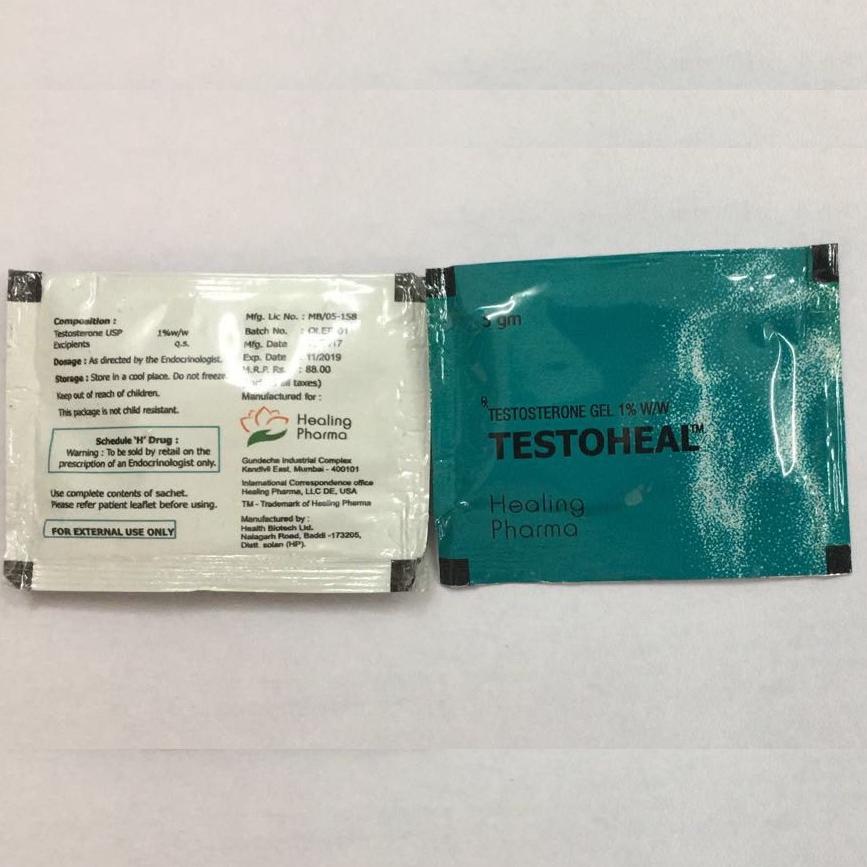 Composition :
Testosterone USP 1%w/w
Excipients Q.S.
Dosage : As directed by the Endocrinologist.
Storage : Store in a cool place. Do not freeze
Keep out of reach of children.
This package is not child resistant.
Schedule 'H' Drug :
Warning : To be sold by retail on the
prescription of an Endocrinologist only.
Use complete contents of sachet.
Please refer patient leaflet before using.
FOR EXTERNAL USE ONLY
Mfg. Lic No. : MB/05-158
Batch No. : 01
Mfg. Date
Exp. Date 11/2019
M.R.P. Rs. : 88.00
all taxes)
Manufactured for :
Healing
Pharma
Gundecha Industrial Complex
Kandivli East, Mumbai - 400101
International Correspondence office
Healing Pharma, LLC DE, USA
TM - Trademark of Healing Pharma
Manufactured by :
Health Biotech Ltd.
Nalagarh Road, Baddi -173205,
Distt. solan (HP).
5 gm
℞ TESTOSTERONE GEL 1% W/W
TESTOHEAL™
Healing
Pharma